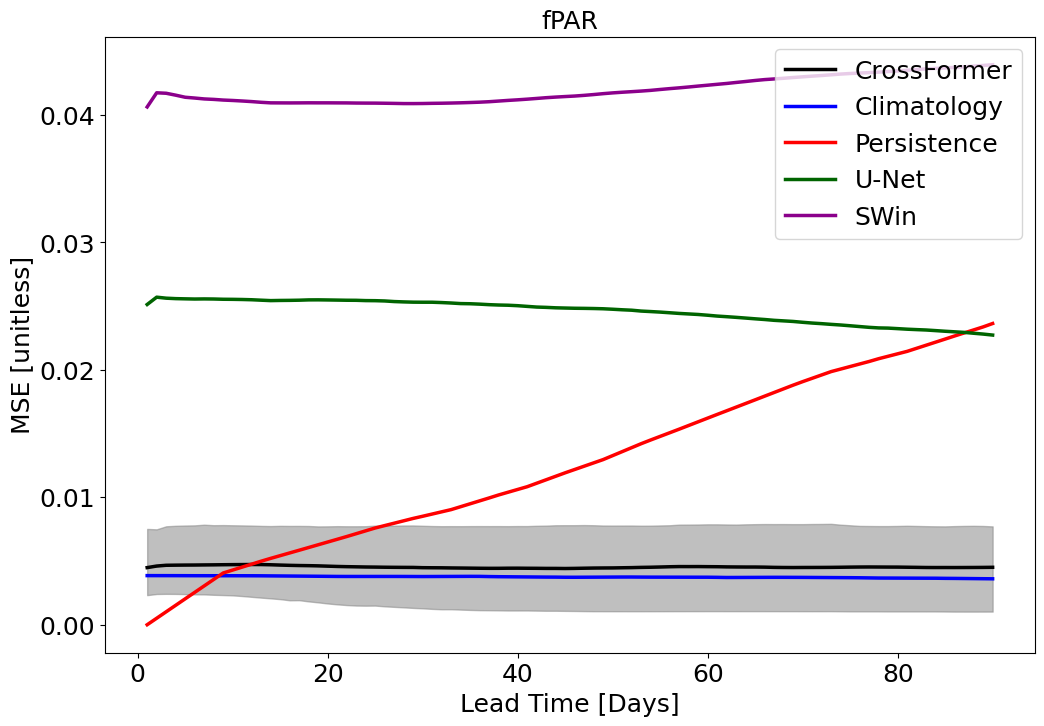 fPAR
CrossFormer
Climatology
Persistence
U-Net
SWin
MSE [unitless]
0.04
0.03
0.02
0.01
0.00
0 20 40 60 80
Lead Time [Days]